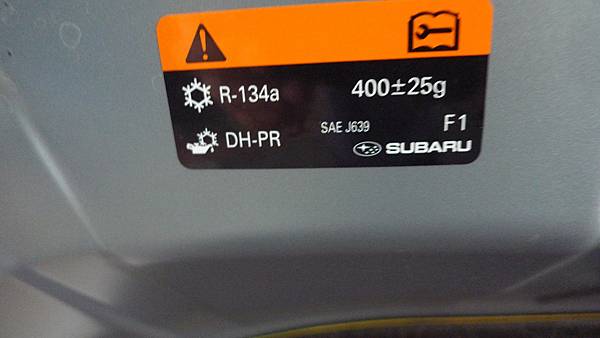 R-134a 400±25g
SAE J639 F1
DH-PR SUBARU